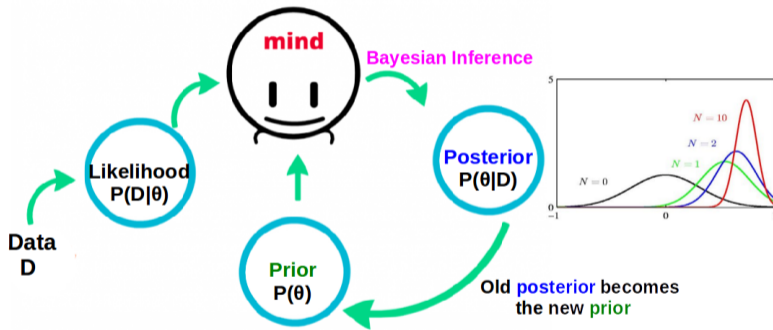 mind
Bayesian Inference
Likelihood
P(D|θ)
Posterior
P(θ|D)
Data
D
Prior
P(θ)
Old posterior becomes
the new prior
5
N = 10
N = 2
N = 1
N = 0
0
−1
0